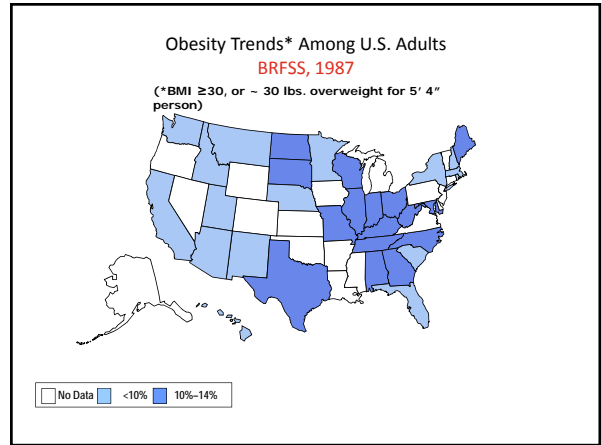 Obesity Trends* Among U.S. Adults
BRFSS, 1987
(*BMI ≥30, or ~ 30 lbs. overweight for 5’ 4”
person)
No Data <10% 10%–14%